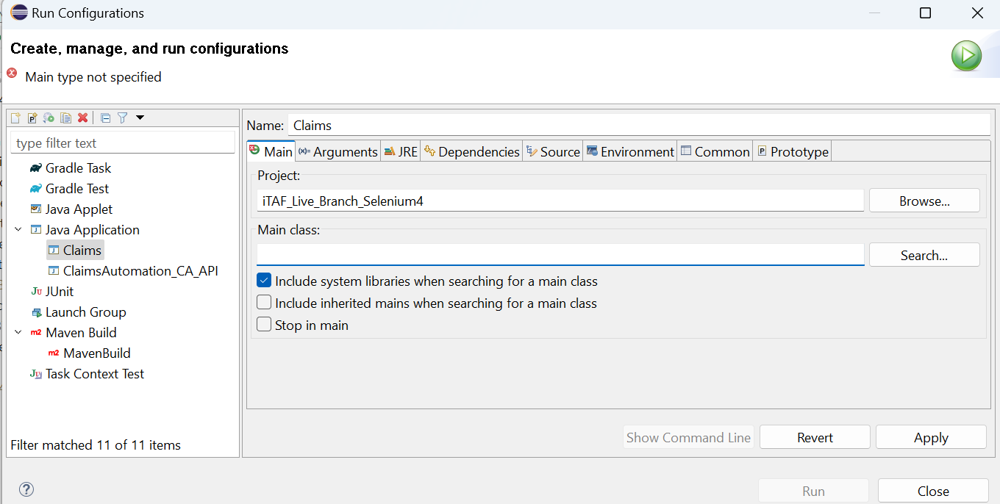 Run Configurations
Create, manage, and run configurations
Main type not specified
type filter text
Gradle Task
Gradle Test
Java Applet
Java Application
Claims
ClaimsAutomation_CA_API
JUnit
Launch Group
Maven Build
MavenBuild
Task Context Test
Filter matched 11 of 11 items
Name: Claims
Main Arguments JRE Dependencies Source Environment Common Prototype
Project:
iTAF_Live_Branch_Selenium4 Browse...
Main class:
Search...
Include system libraries when searching for a main class
Include inherited mains when searching for a main class
Stop in main
Show Command Line Revert Apply
Run Close